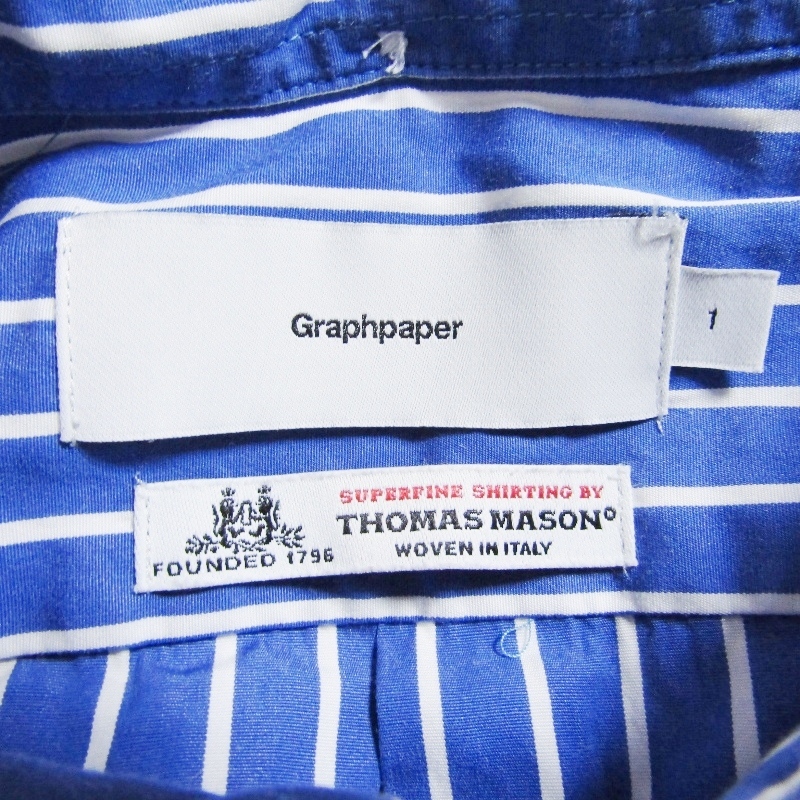 Graphpaper
1
SUPERFINE SHIRTING BY
THOMAS MASON°
WOVEN IN ITALY
FOUNDED 1796